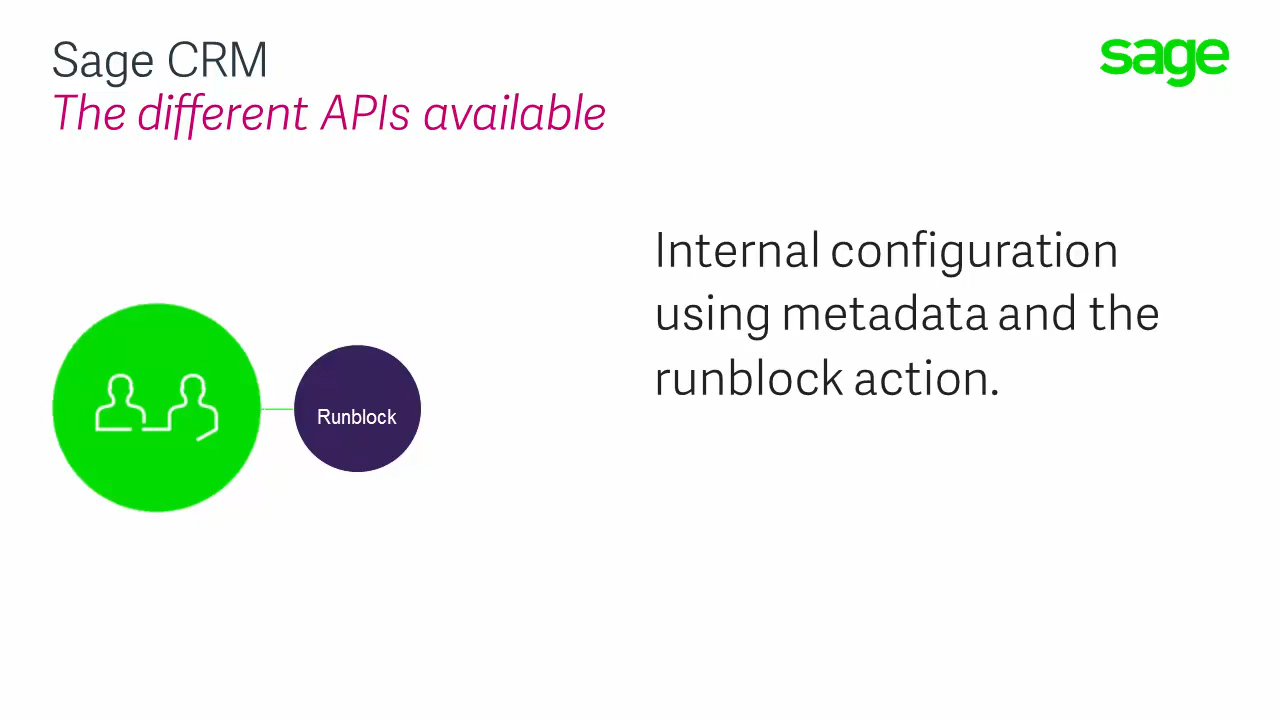 Sage CRM
The different APIs available
sage
Internal configuration
using metadata and the
runblock action.
Runblock